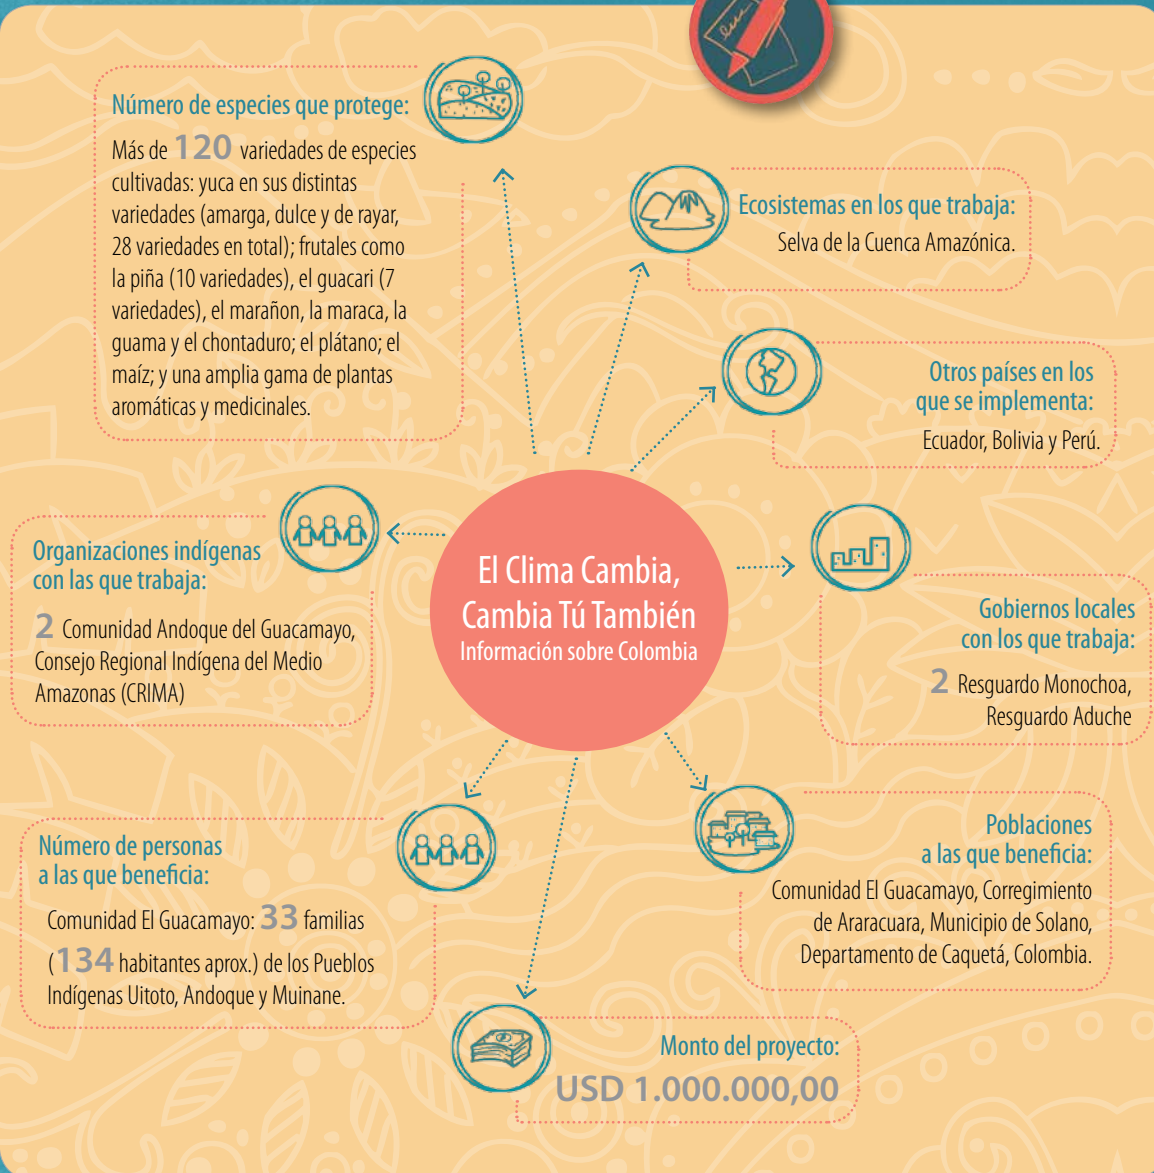 Número de especies que protege:
Más de 120 variedades de especies
cultivadas: yuca en sus distintas
variedades (amarga, dulce y de rayar,
28 variedades en total); frutales como
la piña (10 variedades), el guacari (7
variedades), el marañon, la maraca, la
guama y el chontaduro; el plátano; el
maíz; y una amplia gama de plantas
aromáticas y medicinales.
Ecosistemas en los que trabaja:
Selva de la Cuenca Amazónica.
Otros países en los
que se implementa:
Ecuador, Bolivia y Perú.
Organizaciones indígenas
con las que trabaja:
2 Comunidad Andoque del Guacamayo,
Consejo Regional Indígena del Medio
Amazonas (CRIMA)
El Clima Cambia,
Cambia Tú También
Información sobre Colombia
Gobiernos locales
con los que trabaja:
2 Resguardo Monochoa,
Resguardo Aduche
Número de personas
a las que beneficia:
Comunidad El Guacamayo: 33 familias
(134 habitantes aprox.) de los Pueblos
Indígenas Uitoto, Andoque y Muinane.
Poblaciones
a las que beneficia:
Comunidad El Guacamayo, Corregimiento
de Araracuara, Municipio de Solano,
Departamento de Caquetá, Colombia.
Monto del proyecto:
USD 1.000.000,00